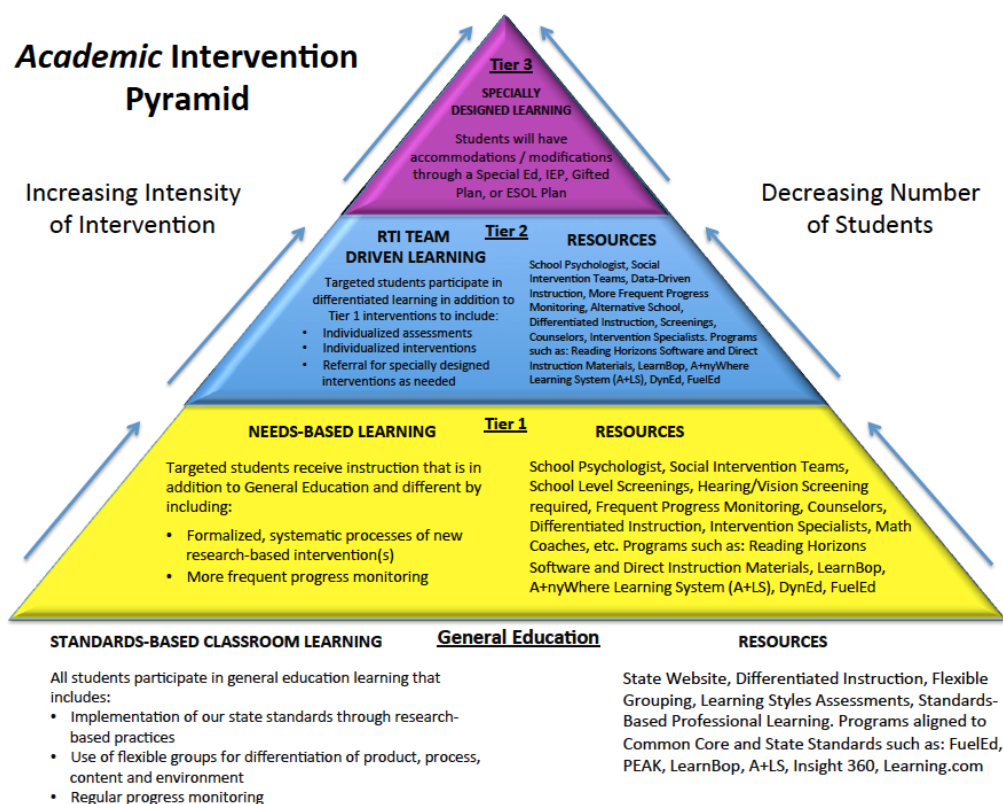 Academic Intervention
Pyramid
Increasing Intensity
of Intervention
Decreasing Number
of Students
Tier 3
SPECIALLY
DESIGNED LEARNING
Students will have
accommodations / modifications
through a Special Ed, IEP, Gifted
Plan, or ESOL Plan
Tier 2
RTI TEAM
DRIVEN LEARNING
Targeted students participate in
differentiated learning in addition to
Tier 1 interventions to include:
• Individualized assessments
• Individualized interventions
• Referral for specially designed
interventions as needed
RESOURCES
School Psychologist, Social
Intervention Teams, Data-Driven
Instruction, More Frequent Progress
Monitoring, Alternative School,
Differentiated Instruction, Screenings,
Counselors, Intervention Specialists. Programs
such as: Reading Horizons Software and Direct
Instruction Materials, LearnBop, A+nyWhere
Learning System (A+LS), DynEd, FuelEd
Tier 1
NEEDS-BASED LEARNING
Targeted students receive instruction that is in
addition to General Education and different by
including:
• Formalized, systematic processes of new
research-based intervention(s)
• More frequent progress monitoring
RESOURCES
School Psychologist, Social Intervention Teams,
School Level Screenings, Hearing/Vision Screening
required, Frequent Progress Monitoring, Counselors,
Differentiated Instruction, Intervention Specialists, Math
Coaches, etc. Programs such as: Reading Horizons
Software and Direct Instruction Materials, LearnBop,
A+nyWhere Learning System (A+LS), DynEd, FuelEd
General Education
STANDARDS-BASED CLASSROOM LEARNING
All students participate in general education learning that
includes:
• Implementation of our state standards through research-
based practices
• Use of flexible groups for differentiation of product, process,
content and environment
• Regular progress monitoring
RESOURCES
State Website, Differentiated Instruction, Flexible
Grouping, Learning Styles Assessments, Standards-
Based Professional Learning. Programs aligned to
Common Core and State Standards such as: FuelEd,
PEAK, LearnBop, A+LS, Insight 360, Learning.com